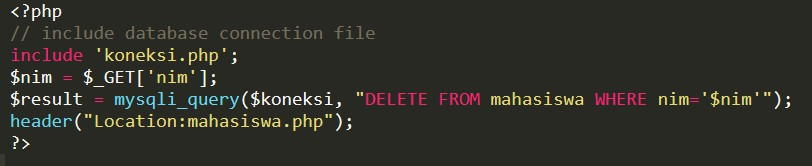 <?php
// include database connection file
include 'koneksi.php';
$nim = $_GET['nim'];
$result = mysqli_query($koneksi, "DELETE FROM mahasiswa WHERE nim='$nim'");
header("Location:mahasiswa.php");
?>